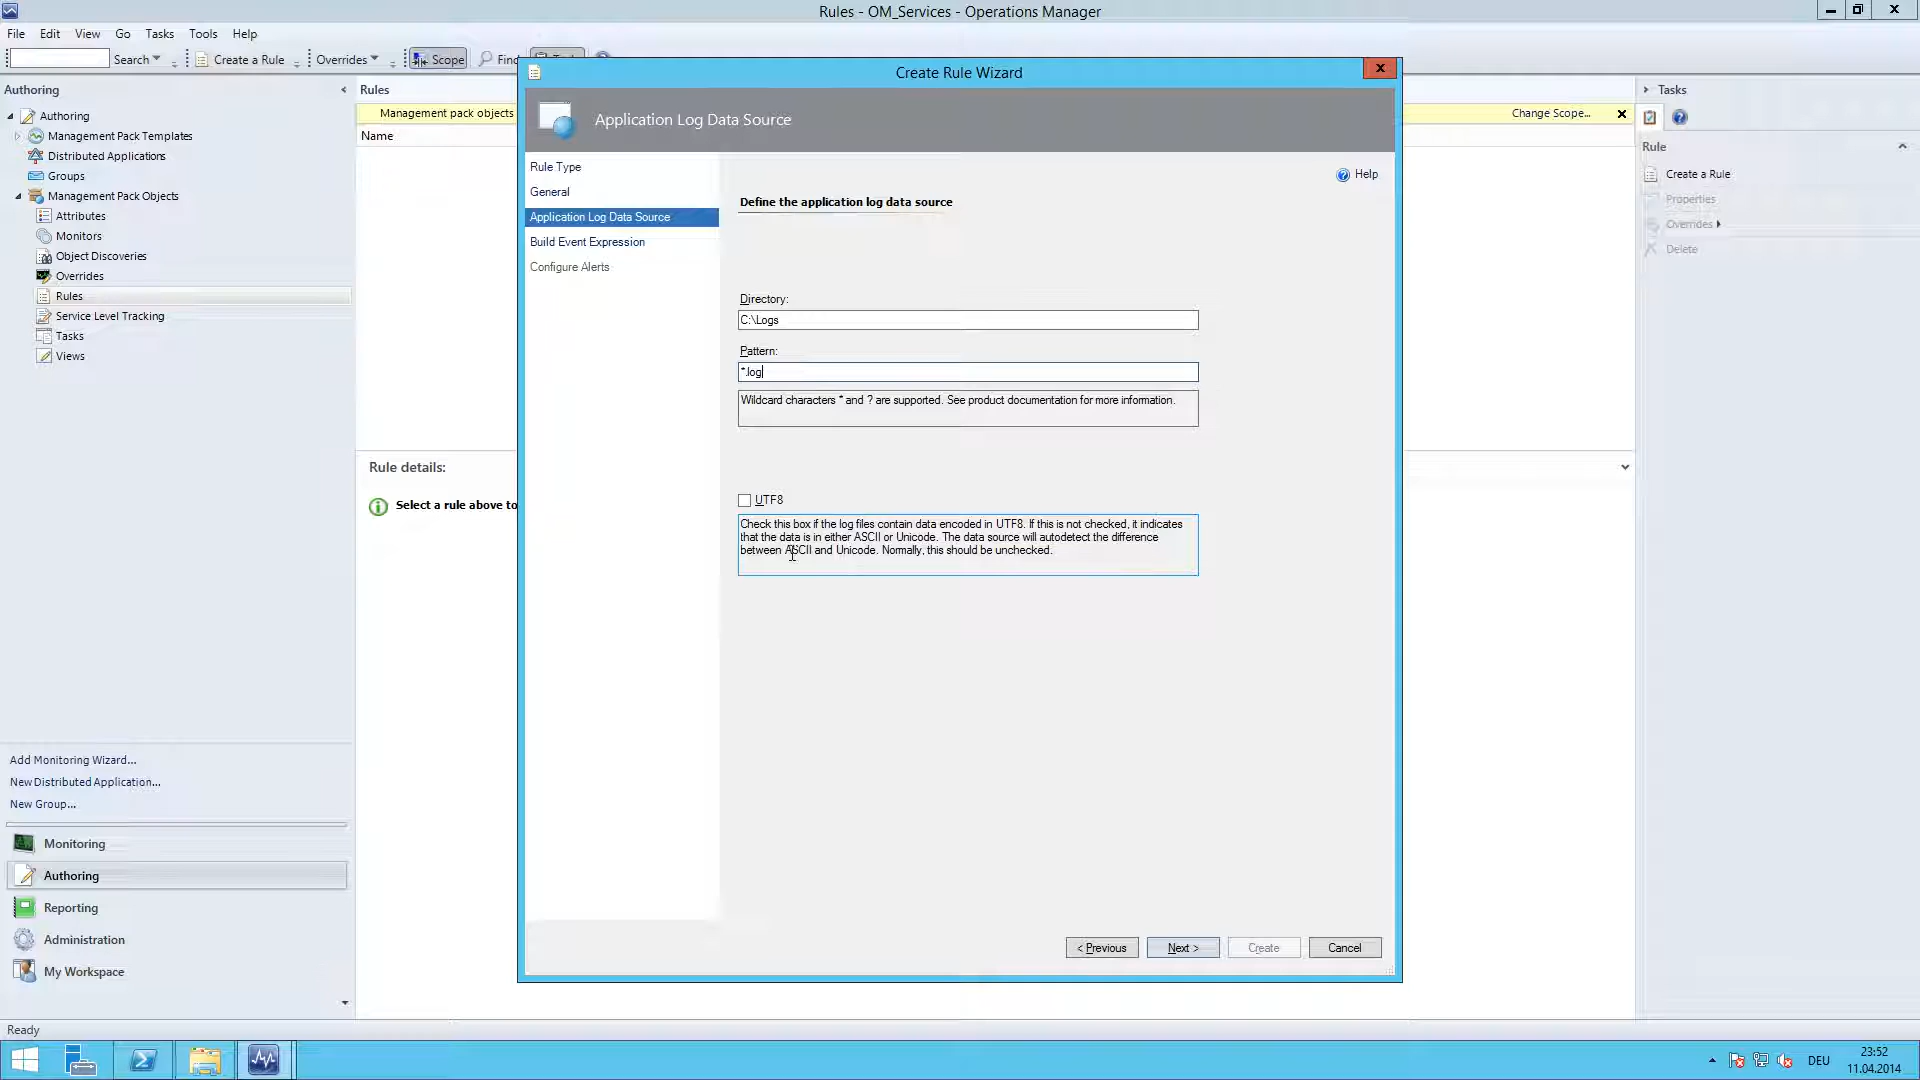 Rules - OM_Services - Operations Manager
File Edit View Go Tasks Tools Help
Search Create a Rule Overrides Scope Find
Authoring
Authoring
Management Pack Templates
Distributed Applications
Groups
Management Pack Objects
Attributes
Monitors
Object Discoveries
Overrides
Rules
Service Level Tracking
Tasks
Views
Add Monitoring Wizard...
New Distributed Application...
New Group...
Monitoring
Authoring
Reporting
Administration
My Workspace
Rules
Management pack objects
Change Scope...
Name
Rule details:
Select a rule above to
Create Rule Wizard
Application Log Data Source
Rule Type
General
Application Log Data Source
Build Event Expression
Configure Alerts
Help
Define the application log data source
Directory:
C:\Logs
Pattern:
*.log
Wildcard characters * and ? are supported. See product documentation for more information.
UTF8
Check this box if the log files contain data encoded in UTF8. If this is not checked, it indicates
that the data is in either ASCII or Unicode. The data source will autodetect the difference
between ASCII and Unicode. Normally, this should be unchecked.
< Previous Next > Create Cancel
Tasks
Rule
Create a Rule
Properties
Overrides
Delete
Ready
DEU
23:52
11.04.2014